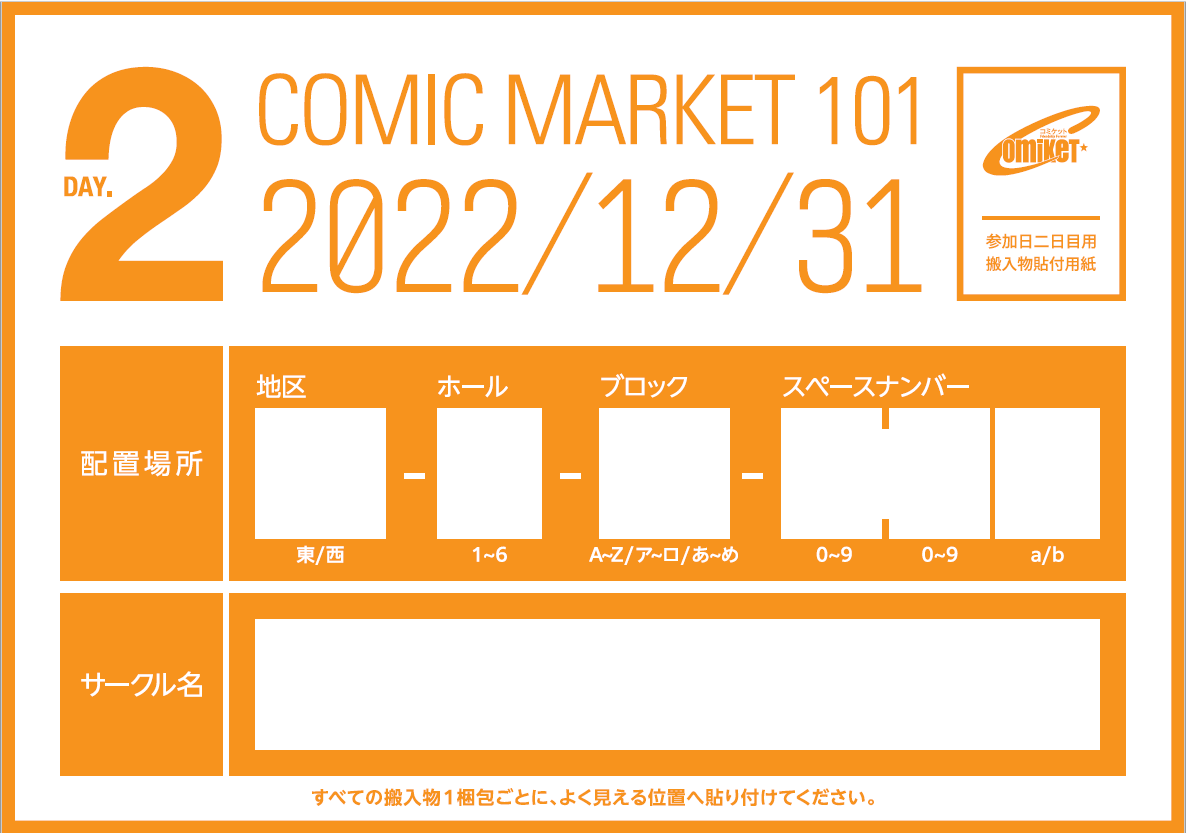 2
DAY.
COMIC MARKET 101
2022/12/31
コミケット
ComikeT
参加日二日目用
搬入物貼付用紙
配置場所
地区 ホール ブロック スペースナンバー
- - -
東/西 1~6 A~Z/ア~ロ/あ~め 0~9 0~9 a/b
サークル名
すべての搬入物1梱包ごとに、よく見える位置へ貼り付けてください。